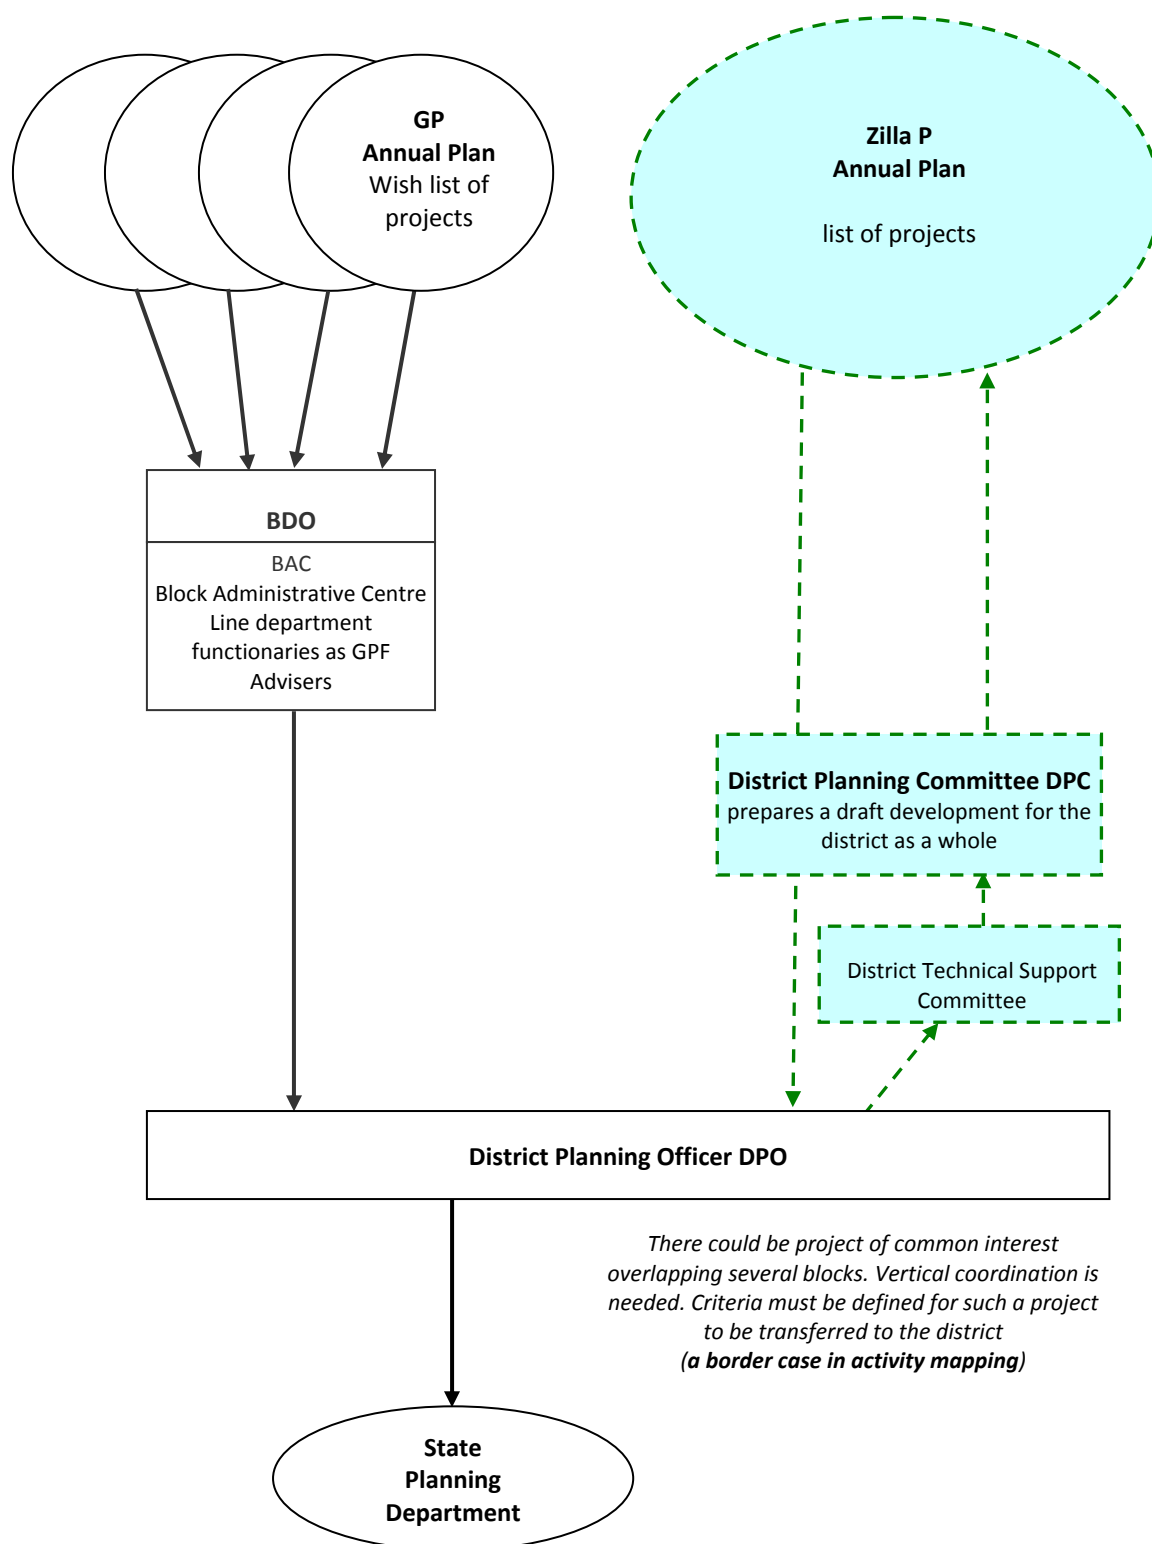 GP
Annual Plan
Wish list of
projects
Zilla P
Annual Plan
list of projects
BDO
BAC
Block Administrative Centre
Line department
functionaries as GPF
Advisers
District Planning Committee DPC
prepares a draft development for the
district as a whole
District Technical Support
Committee
District Planning Officer DPO
There could be project of common interest
overlapping several blocks. Vertical coordination is
needed. Criteria must be defined for such a project
to be transferred to the district
(a border case in activity mapping)
State
Planning
Department